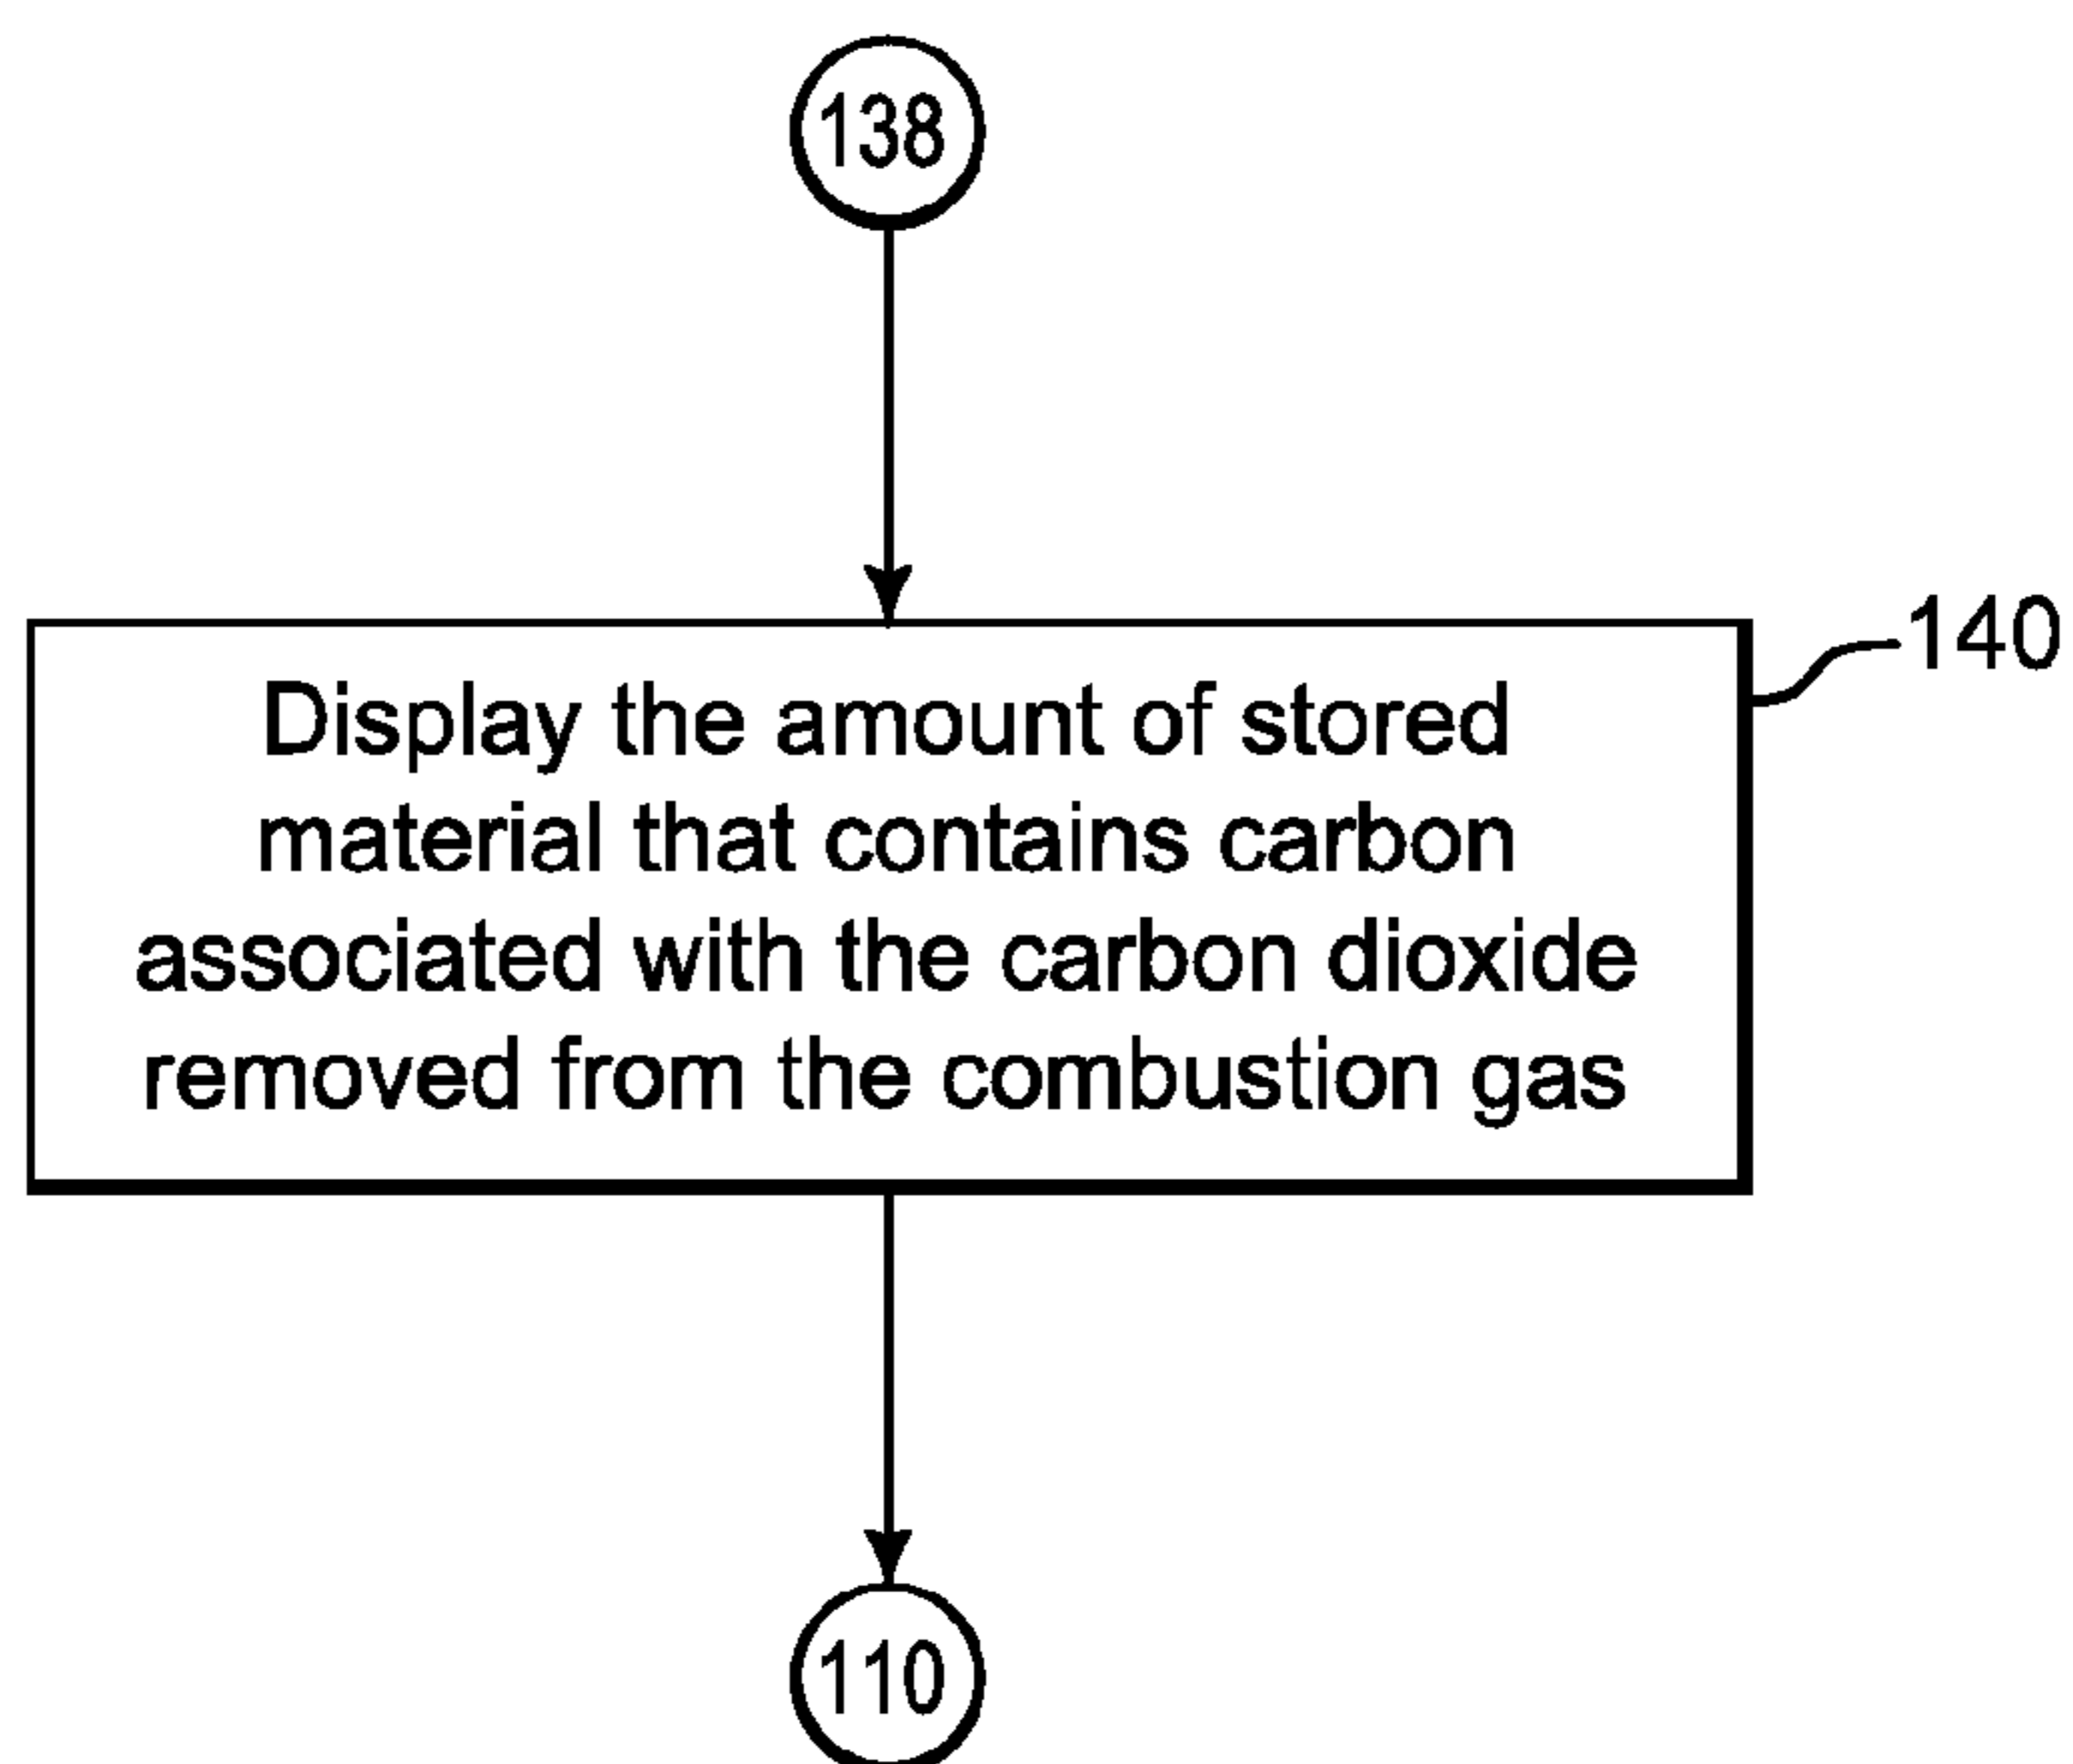 138
140
Display the amount of stored
material that contains carbon
associated with the carbon dioxide
removed from the combustion gas
110